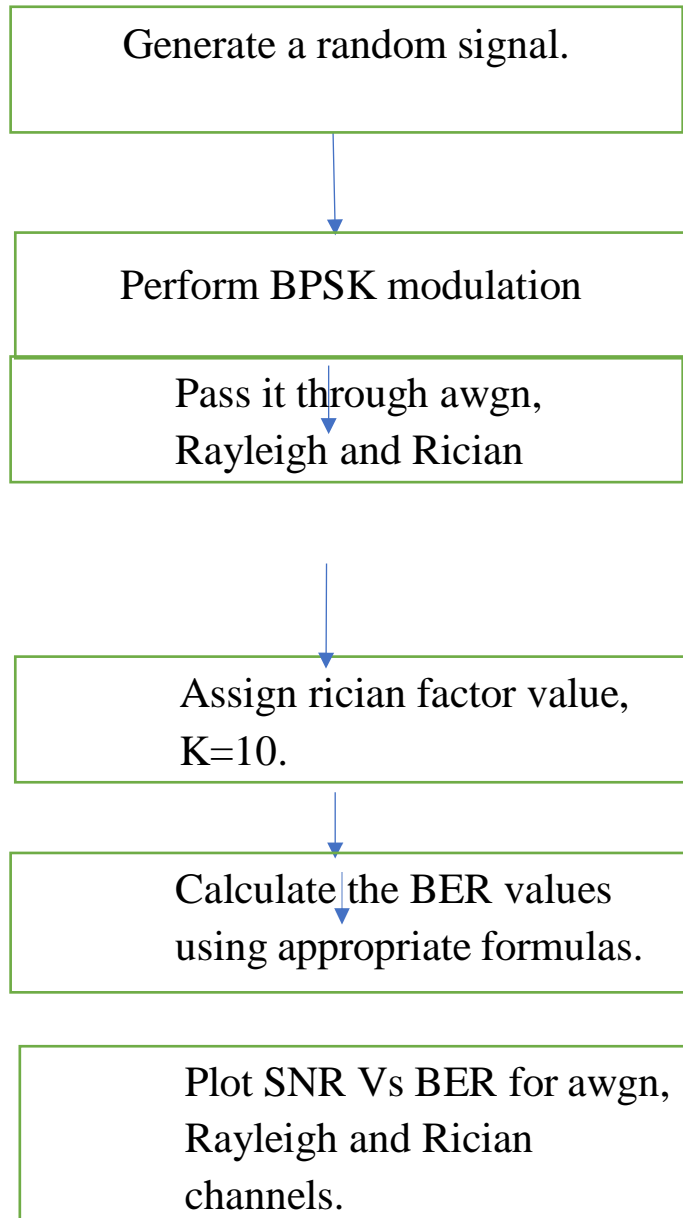 Generate a random signal.
Perform BPSK modulation
Pass it through awgn,
Rayleigh and Rician
Assign rician factor value,
K=10.
Calculate the BER values
using appropriate formulas.
Plot SNR Vs BER for awgn,
Rayleigh and Rician
channels.